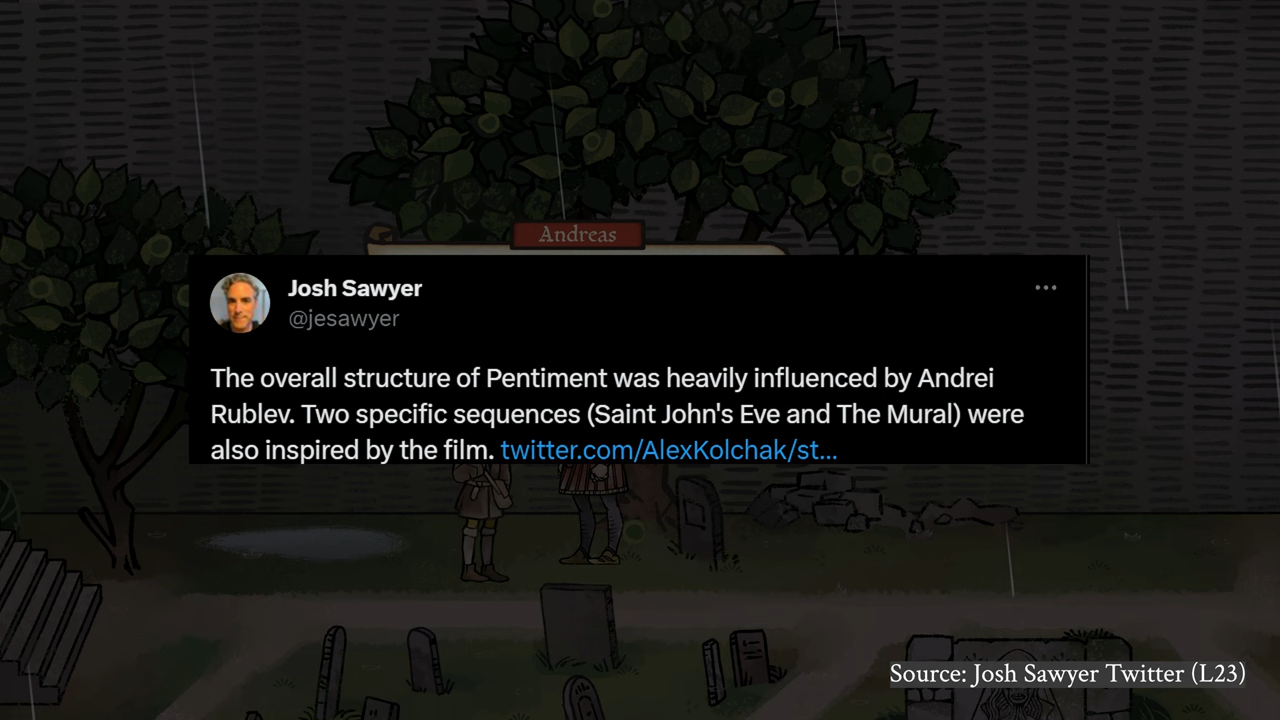 Andreas
Josh Sawyer
@jesawyer
The overall structure of Pentiment was heavily influenced by Andrei
Rublev. Two specific sequences (Saint John's Eve and The Mural) were
also inspired by the film. twitter.com/AlexKolchak/st...
Source: Josh Sawyer Twitter (L23)